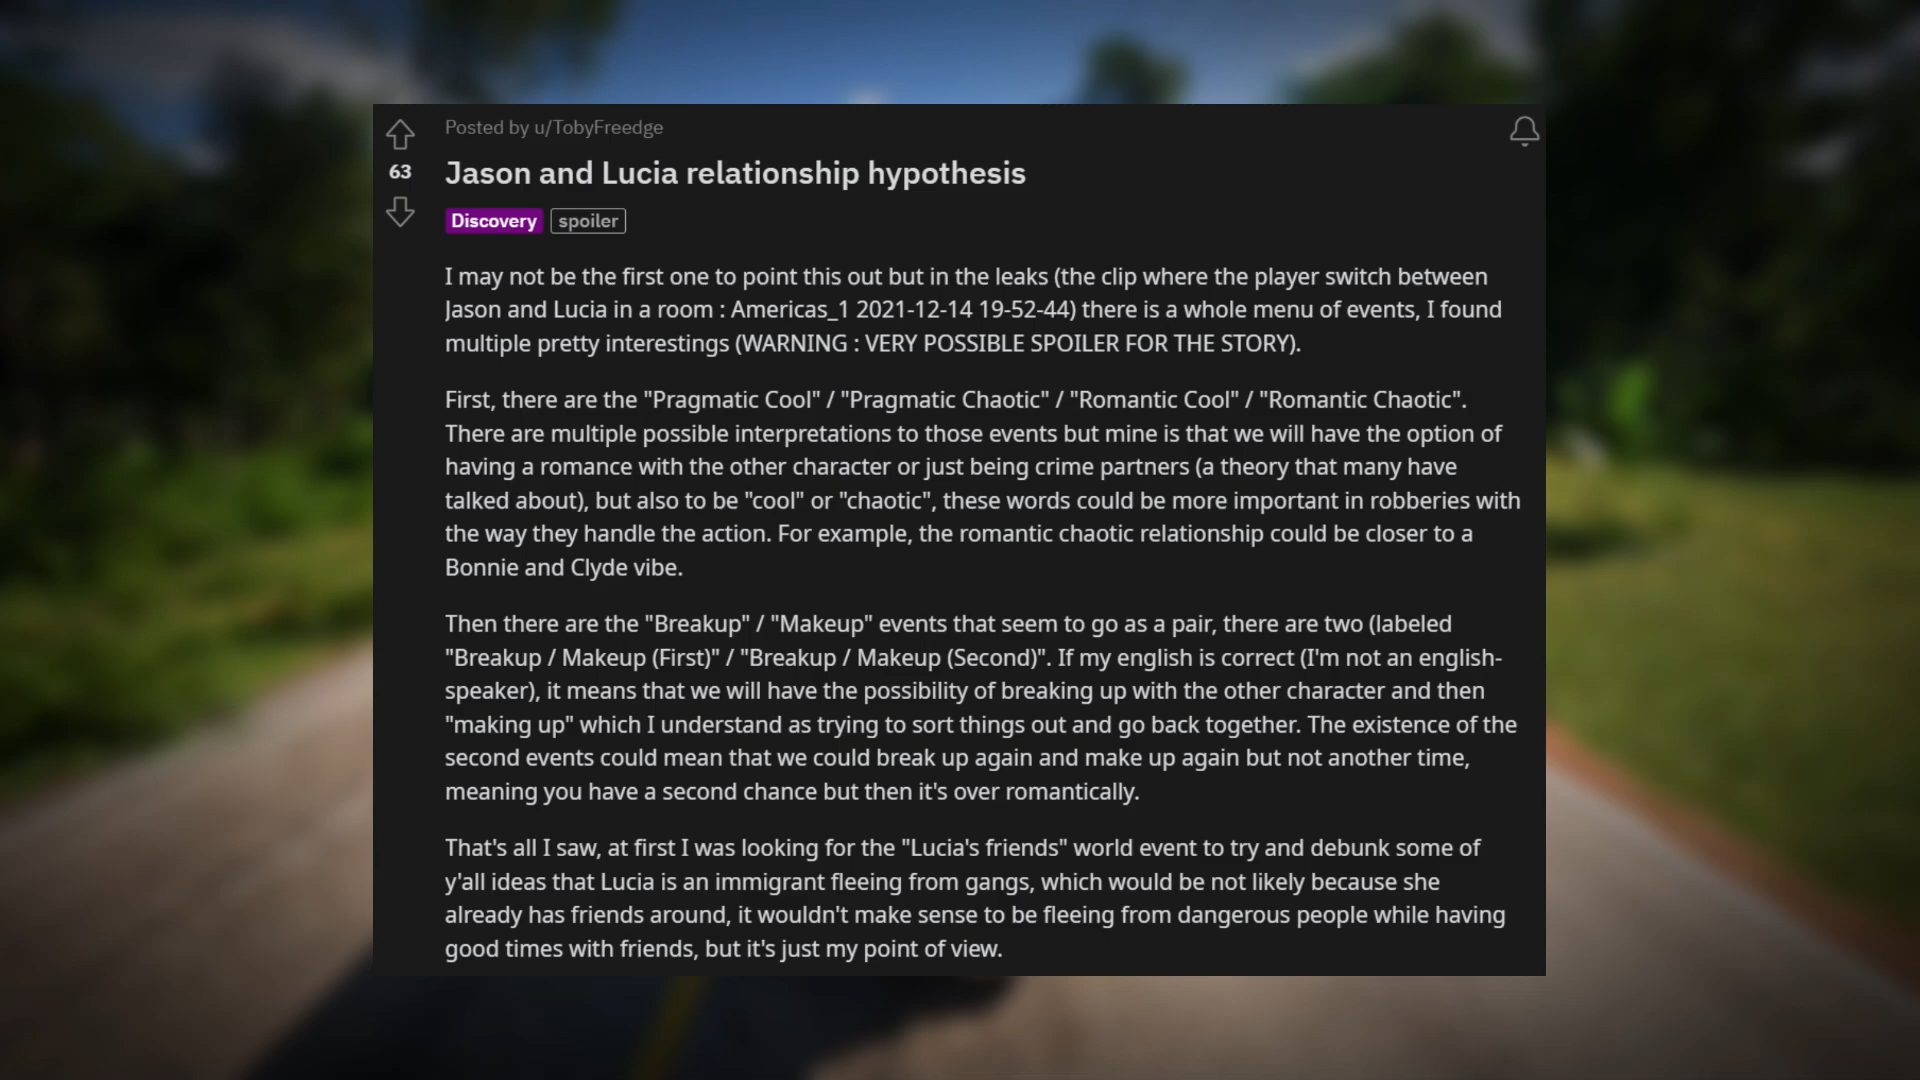 Posted by u/TobyFreedge
63
Jason and Lucia relationship hypothesis
Discovery spoiler
I may not be the first one to point this out but in the leaks (the clip where the player switch between
Jason and Lucia in a room : Americas_1 2021-12-14 19-52-44) there is a whole menu of events, I found
multiple pretty interestings (WARNING : VERY POSSIBLE SPOILER FOR THE STORY).
First, there are the "Pragmatic Cool" / "Pragmatic Chaotic" / "Romantic Cool" / "Romantic Chaotic".
There are multiple possible interpretations to those events but mine is that we will have the option of
having a romance with the other character or just being crime partners (a theory that many have
talked about), but also to be "cool" or "chaotic", these words could be more important in robberies with
the way they handle the action. For example, the romantic chaotic relationship could be closer to a
Bonnie and Clyde vibe.
Then there are the "Breakup" / "Makeup" events that seem to go as a pair, there are two (labeled
"Breakup / Makeup (First)" / "Breakup / Makeup (Second)". If my english is correct (I'm not an english-
speaker), it means that we will have the possibility of breaking up with the other character and then
"making up" which I understand as trying to sort things out and go back together. The existence of the
second events could mean that we could break up again and make up again but not another time,
meaning you have a second chance but then it's over romantically.
That's all I saw, at first I was looking for the "Lucia's friends" world event to try and debunk some of
y'all ideas that Lucia is an immigrant fleeing from gangs, which would be not likely because she
already has friends around, it wouldn't make sense to be fleeing from dangerous people while having
good times with friends, but it's just my point of view.